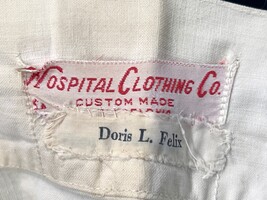 Hospital Clothing Co.
CUSTOM MADE
Doris L. Felix